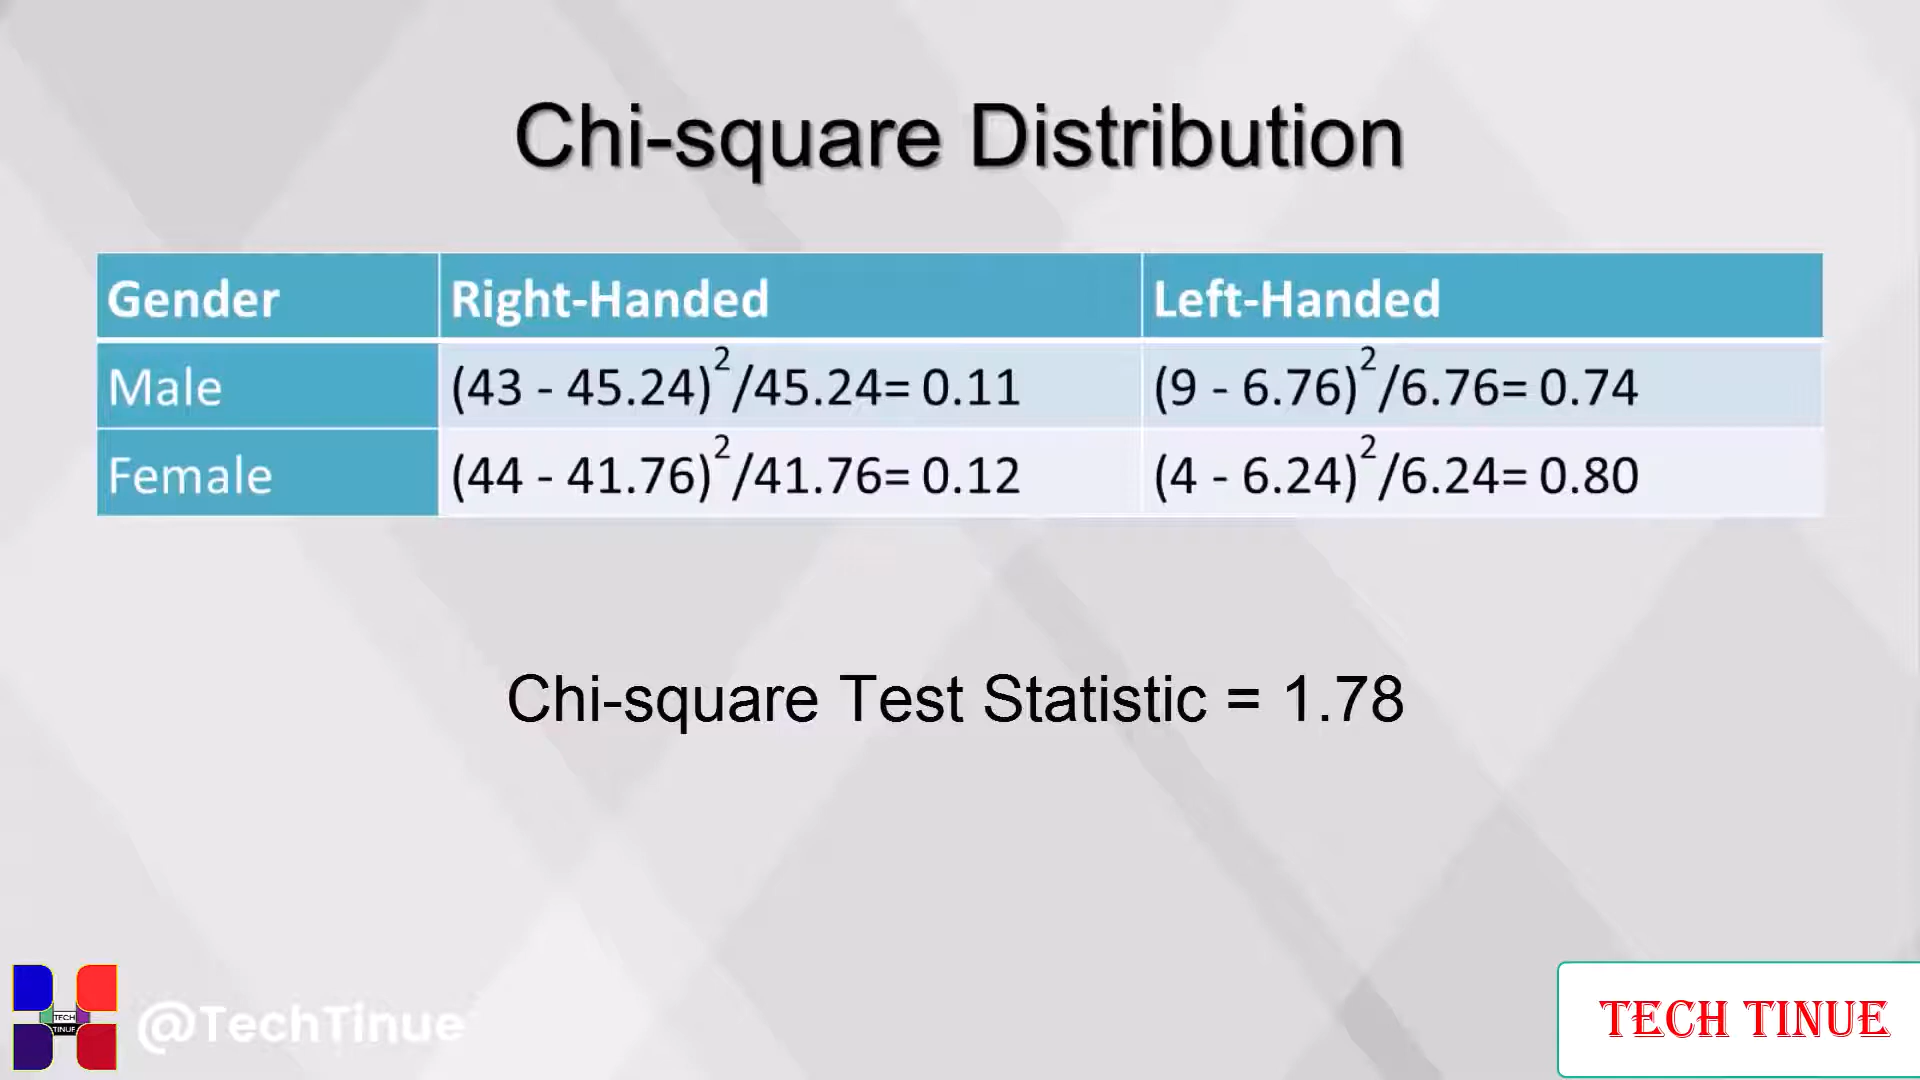 Chi-square Distribution
Gender Right-Handed Left-Handed
Male (43 - 45.24)²/45.24= 0.11 (9 - 6.76)²/6.76= 0.74
Female (44 - 41.76)²/41.76= 0.12 (4 - 6.24)²/6.24= 0.80
Chi-square Test Statistic = 1.78
TECH
TINUE
@TechTinue
TECH TINUE